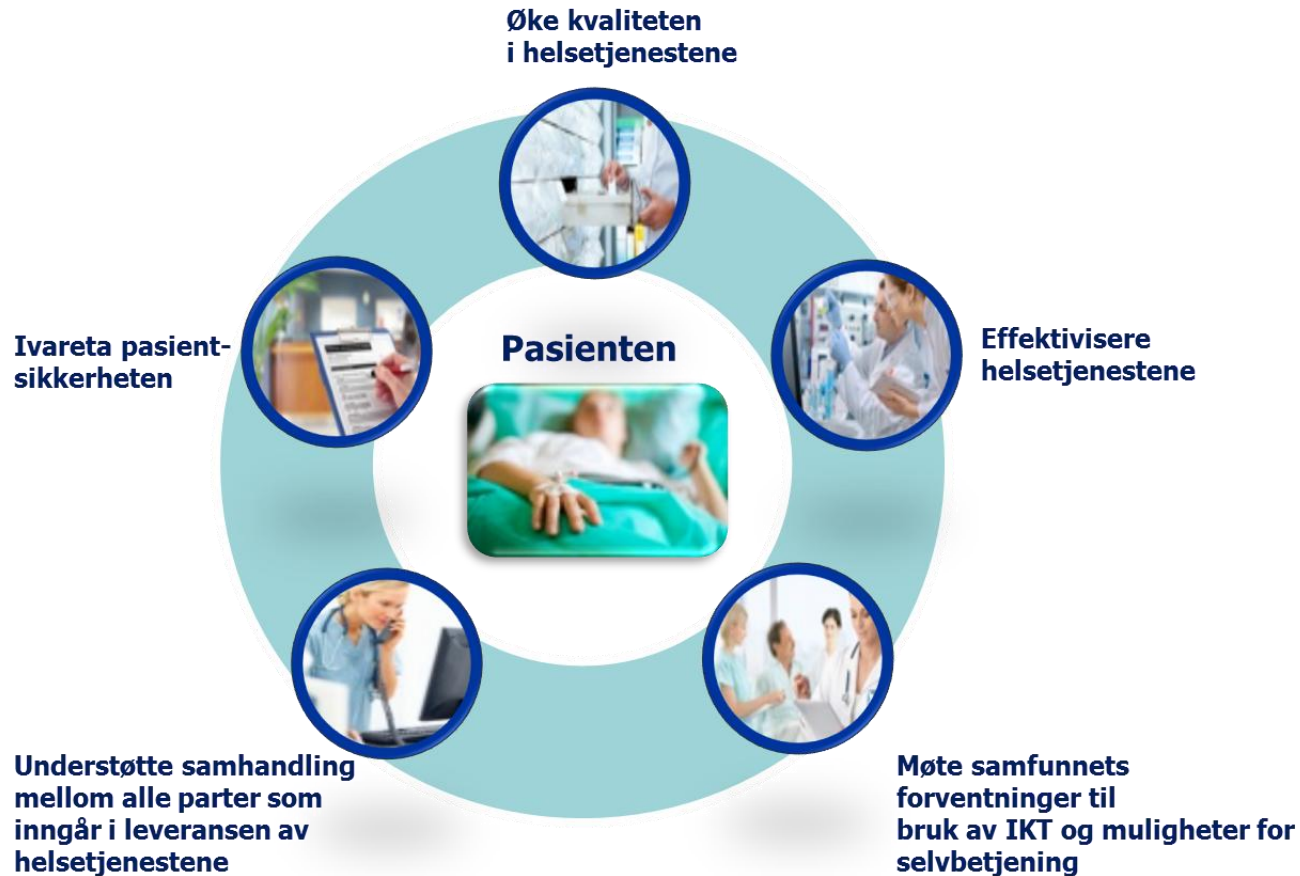 Øke kvaliteten
i helsetjenestene
Pasienten
Ivareta pasient-
sikkerheten
Effektivisere
helsetjenestene
Understøtte samhandling
mellom alle parter som
inngår i leveransen av
helsetjenestene
Møte samfunnets
forventninger til
bruk av IKT og muligheter for
selvbetjening